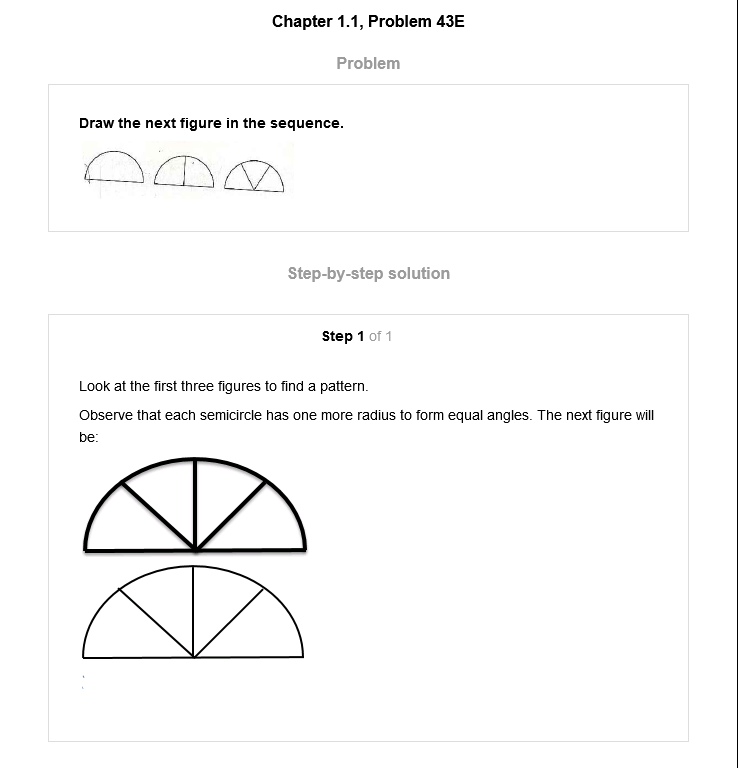 Chapter 1.1, Problem 43E
Problem
Draw the next figure in the sequence.
Step-by-step solution
Step 1 of 1
Look at the first three figures to find a pattern.
Observe that each semicircle has one more radius to form equal angles. The next figure will
be: